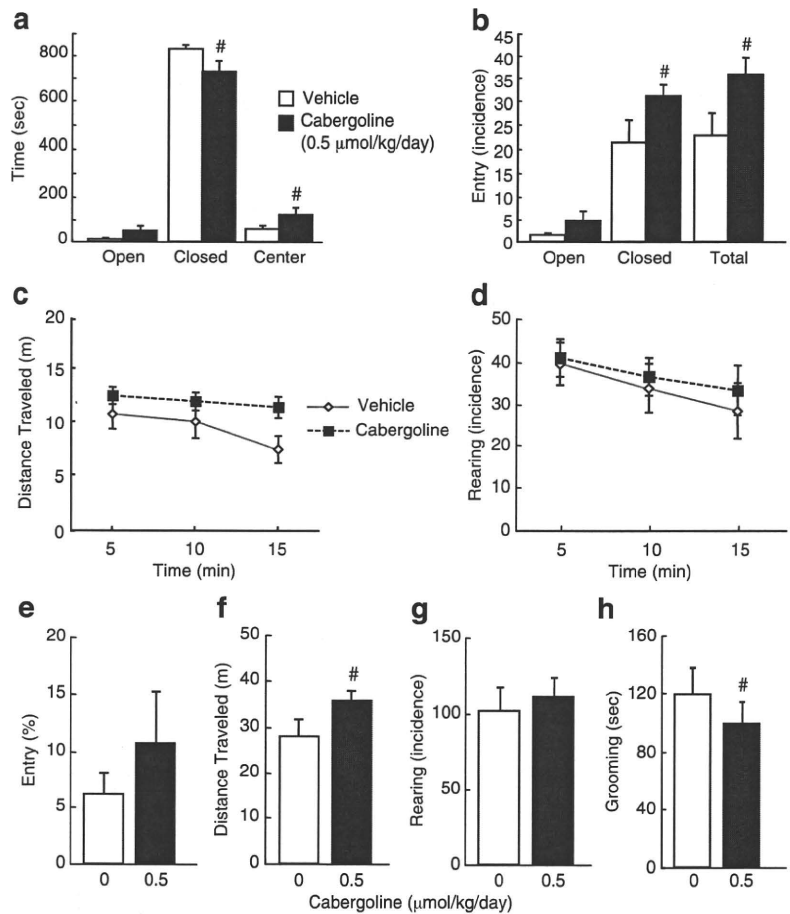 a
Time (sec)
800
600
400
200
0
Open Closed Center
#
#
Vehicle
Cabergoline
(0.5 μmol/kg/day)
b
Entry (incidence)
45
40
35
30
25
20
15
10
5
0
Open Closed Total
#
#
c
Distance Traveled (m)
20
15
10
5
0
5 10 15
Time (min)
Vehicle
Cabergoline
d
Rearing (incidence)
50
40
30
20
10
0
5 10 15
Time (min)
e
Entry (%)
20
15
10
5
0
0 0.5
f
Distance Traveled (m)
50
40
30
20
10
0
#
0 0.5
g
Rearing (incidence)
150
100
50
0
0 0.5
h
Grooming (sec)
160
120
80
40
0
#
0 0.5
Cabergoline (μmol/kg/day)